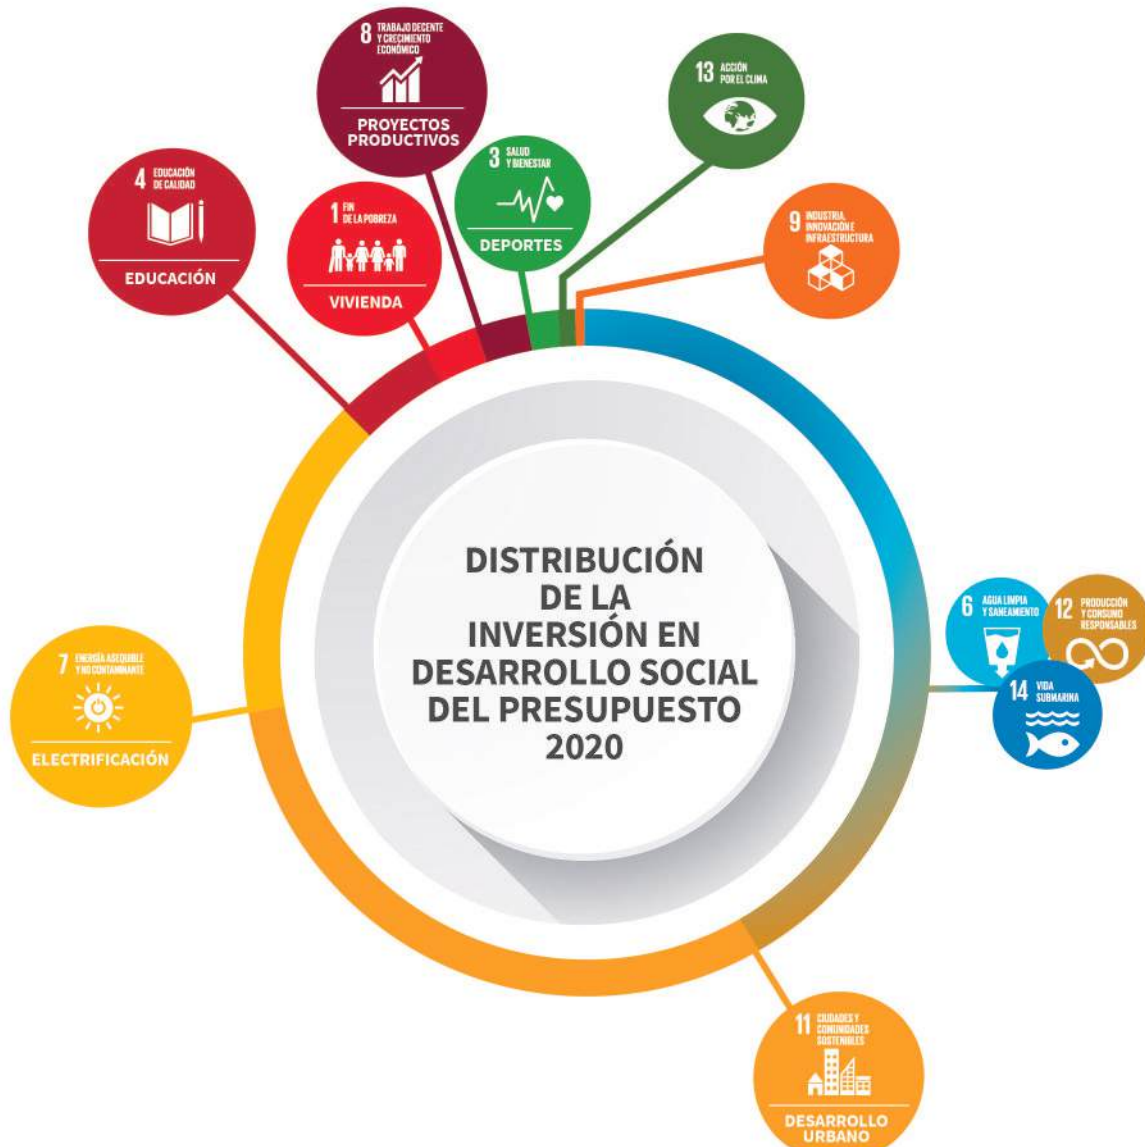 8 TRABAJO DECENTE
Y CRECIMIENTO
ECONÓMICO
PROYECTOS
PRODUCTIVOS
13 ACCIÓN
POR EL CLIMA
4 EDUCACIÓN
DE CALIDAD
EDUCACIÓN
1 FIN
DE LA POBREZA
VIVIENDA
3 SALUD
Y BIENESTAR
DEPORTES
9 INDUSTRIA,
INNOVACIÓN E
INFRAESTRUCTURA
DISTRIBUCIÓN
DE LA
INVERSIÓN EN
DESARROLLO SOCIAL
DEL PRESUPUESTO
2020
6 AGUA LIMPIA
Y SANEAMIENTO
12 PRODUCCIÓN
Y CONSUMO
RESPONSABLES
14 VIDA
SUBMARINA
7 ENERGÍA ASEQUIBLE
Y NO CONTAMINANTE
ELECTRIFICACIÓN
11 CIUDADES Y
COMUNIDADES
SOSTENIBLES
DESARROLLO
URBANO